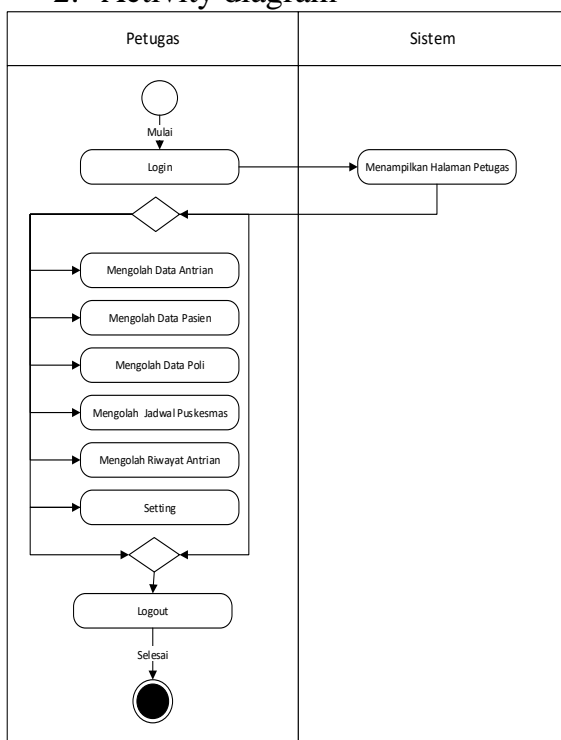 2. Activity diagram
Petugas
Sistem
Mulai
Login
Menampilkan Halaman Petugas
Mengolah Data Antrian
Mengolah Data Pasien
Mengolah Data Poli
Mengolah Jadwal Puskesmas
Mengolah Riwayat Antrian
Setting
Logout
Selesai